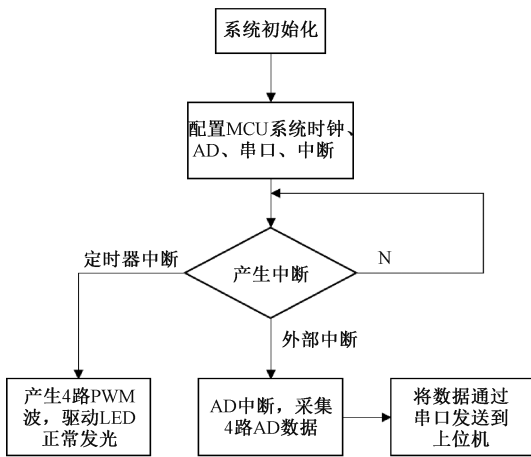 系统初始化
配置MCU系统时钟、
AD、串口、中断
产生中断
N
定时器中断
外部中断
产生4路PWM
波，驱动LED
正常发光
AD中断，采集
4路AD数据
将数据通过
串口发送到
上位机